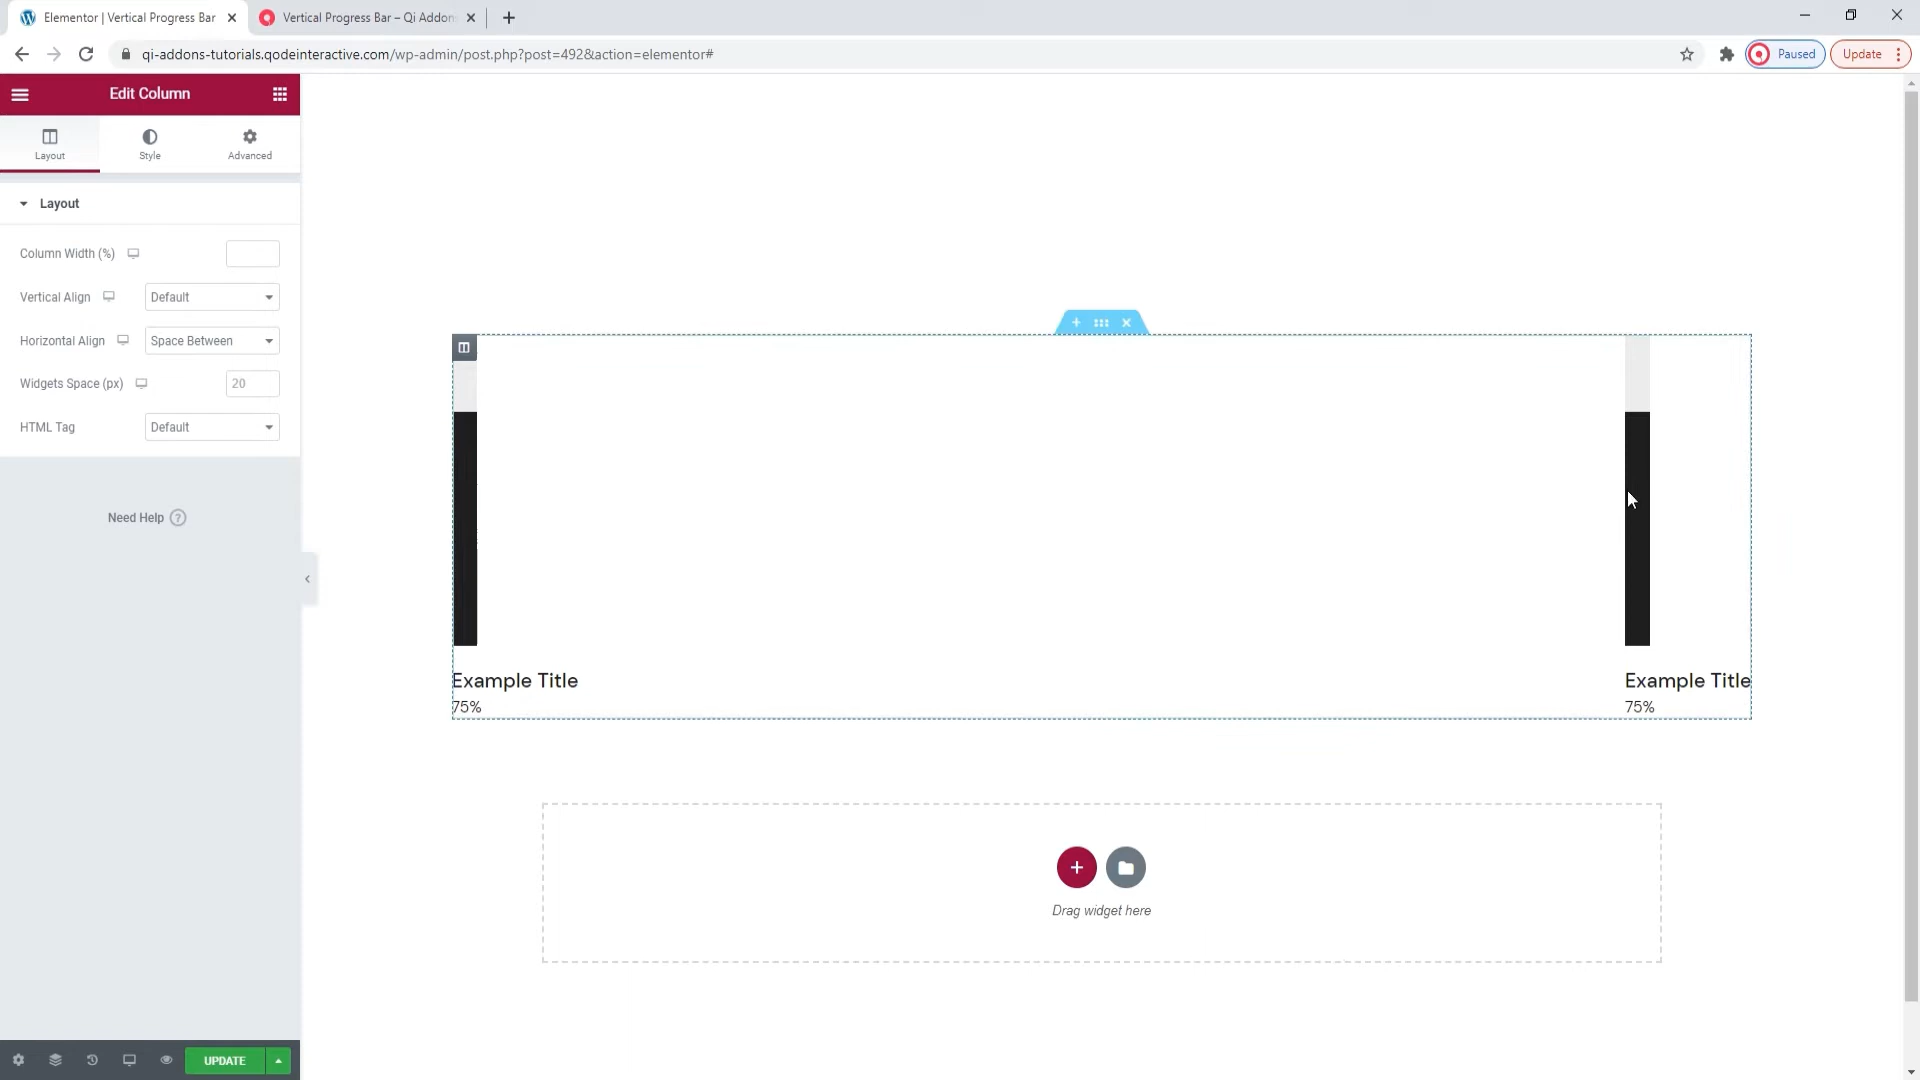 Elementor | Vertical Progress Bar
Vertical Progress Bar – Qi Addons
qi-addons-tutorials.qodeinteractive.com/wp-admin/post.php?post=492&action=elementor#
Paused
Update
Edit Column
Layout
Style
Advanced
Layout
Column Width (%)
Vertical Align
Default
Horizontal Align
Space Between
Widgets Space (px)
20
HTML Tag
Default
Need Help ?
Example Title
75%
Example Title
75%
Drag widget here
UPDATE